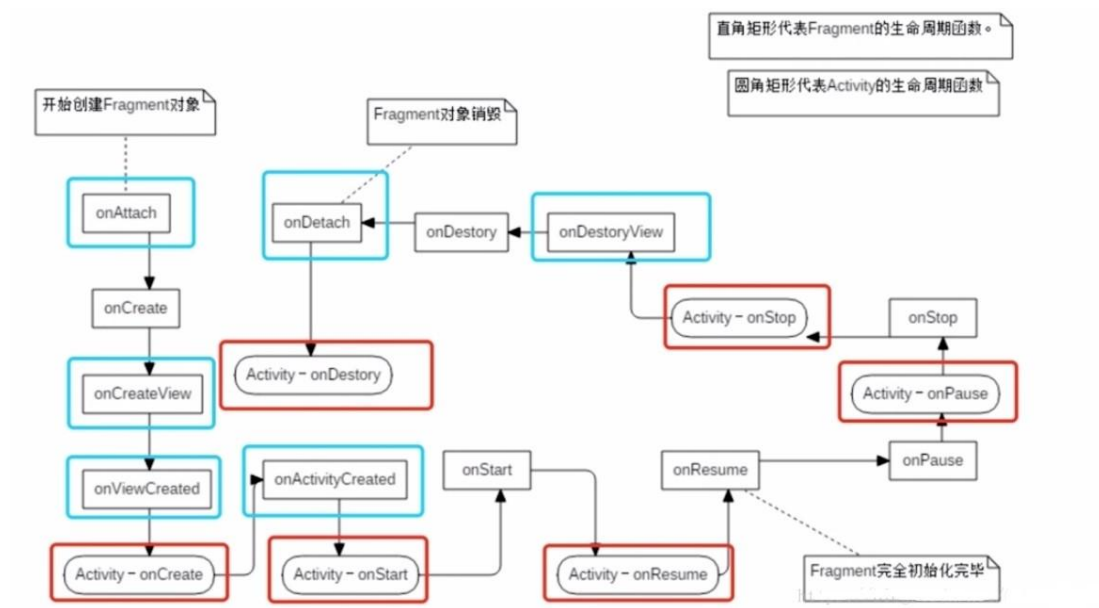 直角矩形代表Fragment的生命周期函数。
圆角矩形代表Activity的生命周期函数
开始创建Fragment对象
Fragment对象销毁
onAttach
onDetach
onDestory
onDestoryView
onCreate
Activity-onStop
onStop
Activity-onDestory
onCreateView
Activity-onPause
onViewCreated
onActivityCreated
onStart
onResume
onPause
Activity-onCreate
Activity-onStart
Activity-onResume
Fragment完全初始化完毕